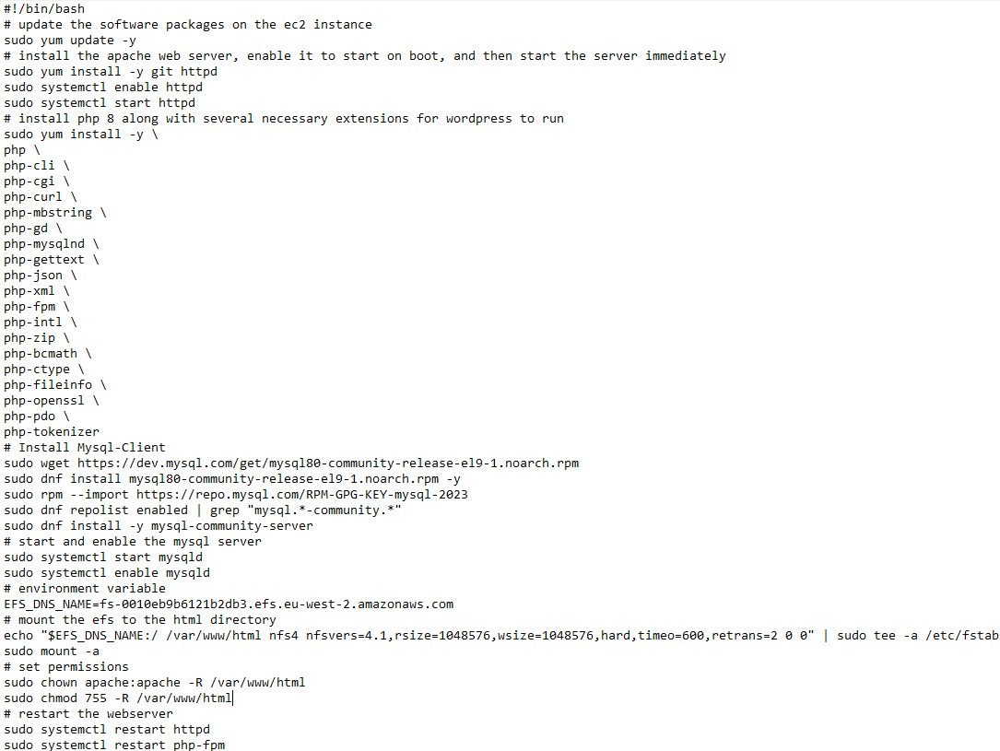 #!/bin/bash
# update the software packages on the ec2 instance
sudo yum update -y
# install the apache web server, enable it to start on boot, and then start the server immediately
sudo yum install -y git httpd
sudo systemctl enable httpd
sudo systemctl start httpd
# install php 8 along with several necessary extensions for wordpress to run
sudo yum install -y \
php \
php-cli \
php-cgi \
php-curl \
php-mbstring \
php-gd \
php-mysqlnd \
php-gettext \
php-json \
php-xml \
php-fpm \
php-intl \
php-zip \
php-bcmath \
php-ctype \
php-fileinfo \
php-openssl \
php-pdo \
php-tokenizer
# Install Mysql-Client
sudo wget https://dev.mysql.com/get/mysql80-community-release-el9-1.noarch.rpm
sudo dnf install mysql80-community-release-el9-1.noarch.rpm -y
sudo rpm --import https://repo.mysql.com/RPM-GPG-KEY-mysql-2023
sudo dnf repolist enabled | grep "mysql.*-community.*"
sudo dnf install -y mysql-community-server
# start and enable the mysql server
sudo systemctl start mysqld
sudo systemctl enable mysqld
# environment variable
EFS_DNS_NAME=fs-0010eb9b6121b2db3.efs.eu-west-2.amazonaws.com
# mount the efs to the html directory
echo "$EFS_DNS_NAME:/ /var/www/html nfs4 nfsvers=4.1,rsize=1048576,wsize=1048576,hard,timeo=600,retrans=2 0 0" | sudo tee -a /etc/fstab
sudo mount -a
# set permissions
sudo chown apache:apache -R /var/www/html
sudo chmod 755 -R /var/www/html
# restart the webserver
sudo systemctl restart httpd
sudo systemctl restart php-fpm